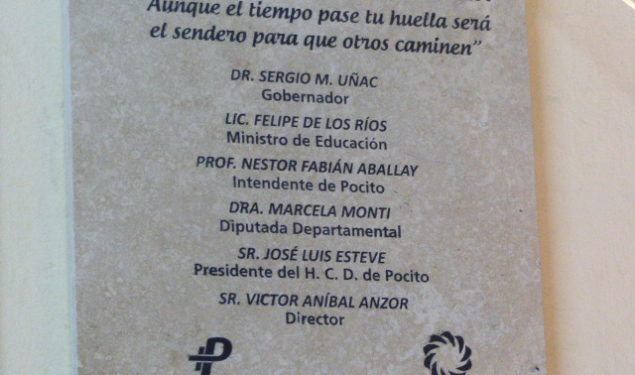 Aunque el tiempo pase tu huella será
el sendero para que otros caminen”
DR. SERGIO M. UÑAC
Gobernador
LIC. FELIPE DE LOS RÍOS
Ministro de Educación
PROF. NESTOR FABIÁN ABALLAY
Intendente de Pocito
DRA. MARCELA MONTI
Diputada Departamental
SR. JOSÉ LUIS ESTEVE
Presidente del H. C. D. de Pocito
SR. VICTOR ANÍBAL ANZOR
Director